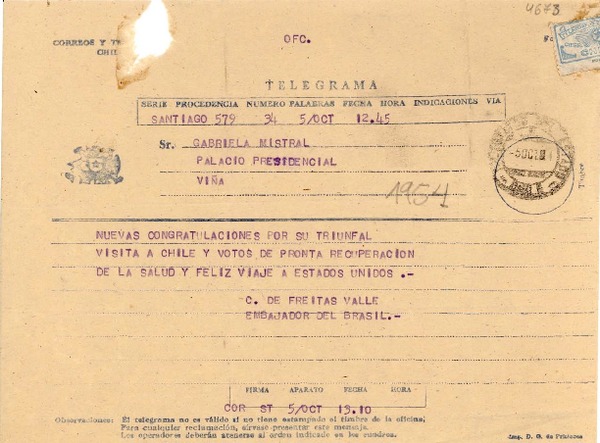 4673
CORREOS Y
CHILE
OFC.
TELEGRAMA
SERIE PROCEDENCIA NUMERO PALABRAS FECHA HORA INDICACIONES VIA
SANTIAGO 579 34 5/OCT 12.45
Sr. GABRIELA MISTRAL
PALACIO PRESIDENCIAL
VIÑA
1954
NUEVAS CONGRATULACIONES POR SU TRIUNFAL
VISITA A CHILE Y VOTOS DE PRONTA RECUPERACION
DE LA SALUD Y FELIZ VIAJE A ESTADOS UNIDOS .-
C. DE FREITAS VALLE
EMBAJADOR DEL BRASIL.-
FIRMA APARATO FECHA HORA
COR ST 5/OCT 13.10
Observaciones: El telegrama no es válido si no tiene estampado el timbre de la oficina.
Para cualquier reclamación, sírvase presentar este mensaje.
Los operadores deberán atenerse al orden indicado en los cuadros.
Imp. D. G. de Prisiones